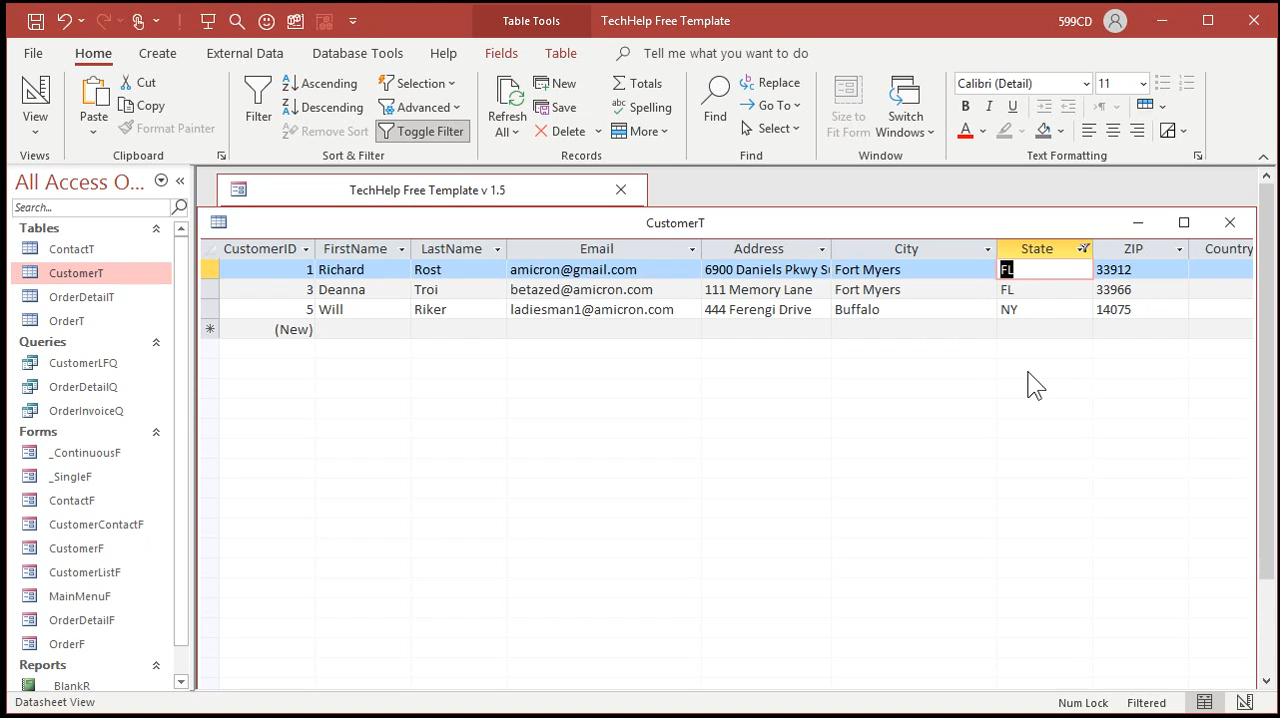 Table Tools TechHelp Free Template 599CD
File Home Create External Data Database Tools Help Fields Table Tell me what you want to do
View
Views
Paste
Cut
Copy
Format Painter
Clipboard
Filter
Ascending
Descending
Remove Sort
Selection
Advanced
Toggle Filter
Sort & Filter
Refresh
All
New
Save
Delete
Totals
Spelling
More
Records
Find
Replace
Go To
Select
Find
Size to
Fit Form
Switch
Windows
Window
Calibri (Detail) 11
B I U
A
Text Formatting
All Access O...
Search...
Tables
ContactT
CustomerT
OrderDetailT
OrderT
Queries
CustomerLFQ
OrderDetailQ
OrderInvoiceQ
Forms
_ContinuousF
_SingleF
ContactF
CustomerContactF
CustomerF
CustomerListF
MainMenuF
OrderDetailF
OrderF
Reports
BlankR
TechHelp Free Template v 1.5
CustomerT
CustomerID FirstName LastName Email Address City State ZIP Country
1 Richard Rost amicron@gmail.com 6900 Daniels Pkwy Su Fort Myers FL 33912
3 Deanna Troi betazed@amicron.com 111 Memory Lane Fort Myers FL 33966
5 Will Riker ladiesman1@amicron.com 444 Ferengi Drive Buffalo NY 14075
(New)
Datasheet View Num Lock Filtered